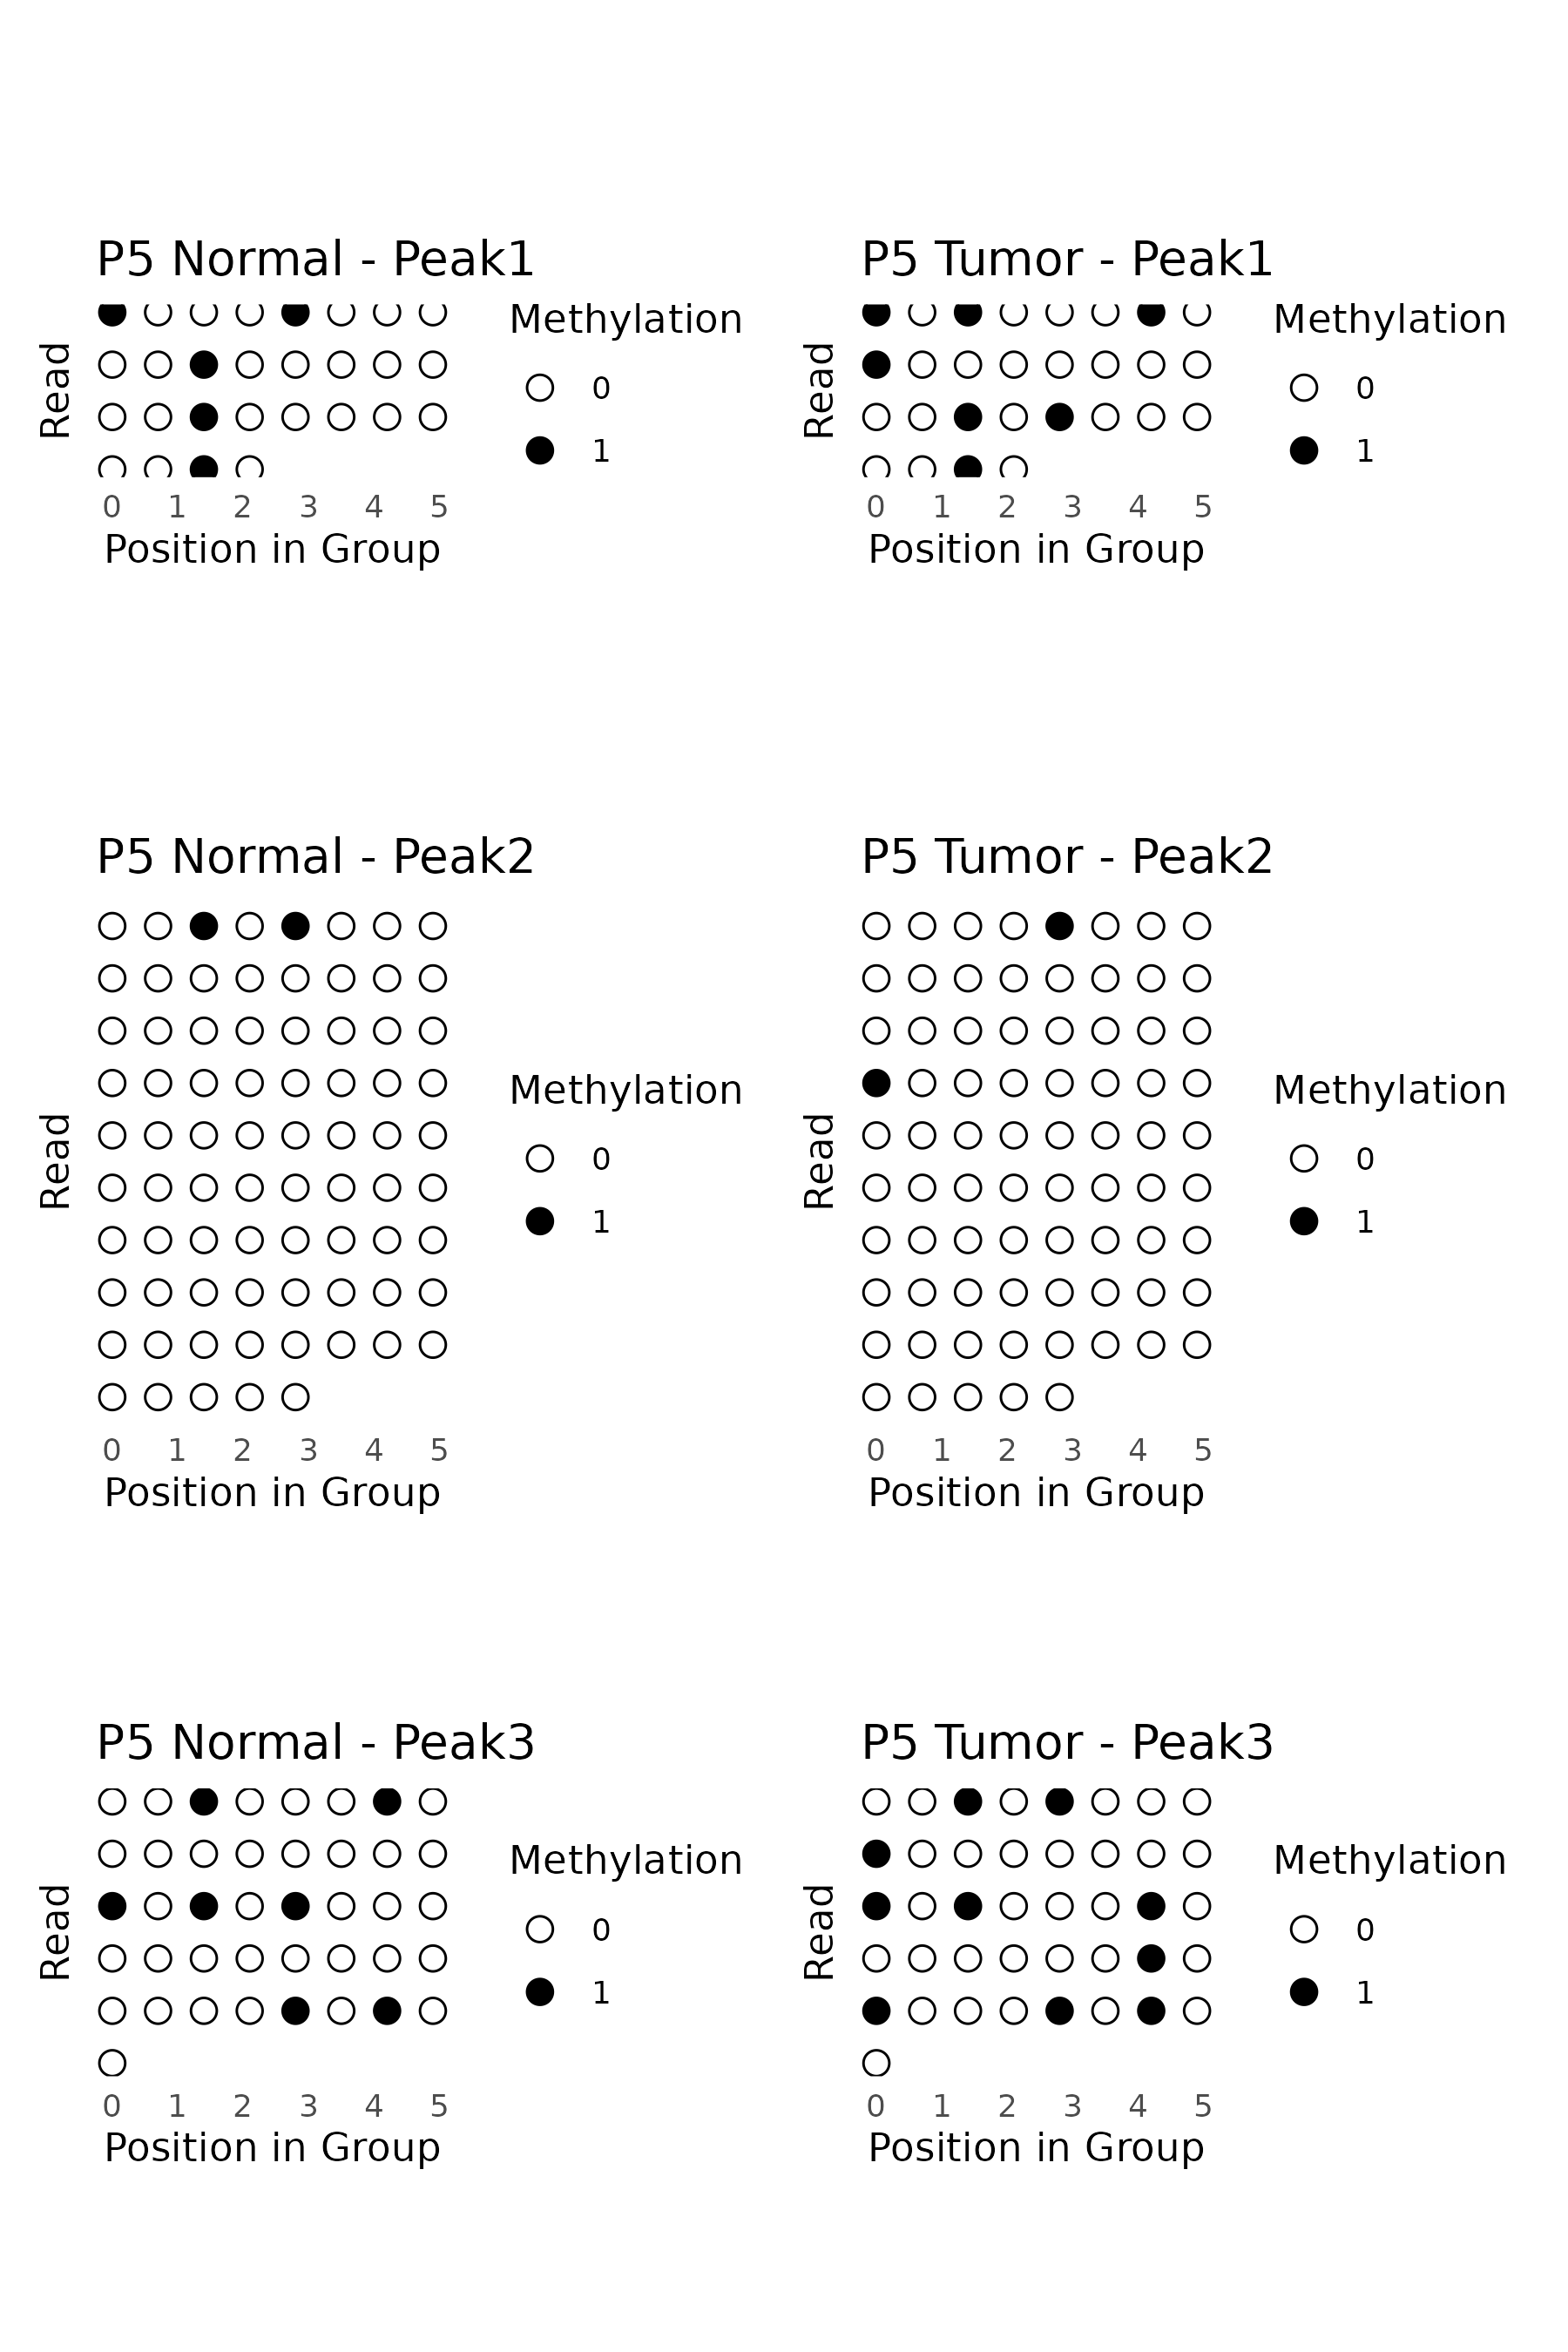 P5 Normal - Peak1
Read
Methylation
0
1
0 1 2 3 4 5
Position in Group
P5 Tumor - Peak1
Read
Methylation
0
1
0 1 2 3 4 5
Position in Group
P5 Normal - Peak2
Read
Methylation
0
1
0 1 2 3 4 5
Position in Group
P5 Tumor - Peak2
Read
Methylation
0
1
0 1 2 3 4 5
Position in Group
P5 Normal - Peak3
Read
Methylation
0
1
0 1 2 3 4 5
Position in Group
P5 Tumor - Peak3
Read
Methylation
0
1
0 1 2 3 4 5
Position in Group